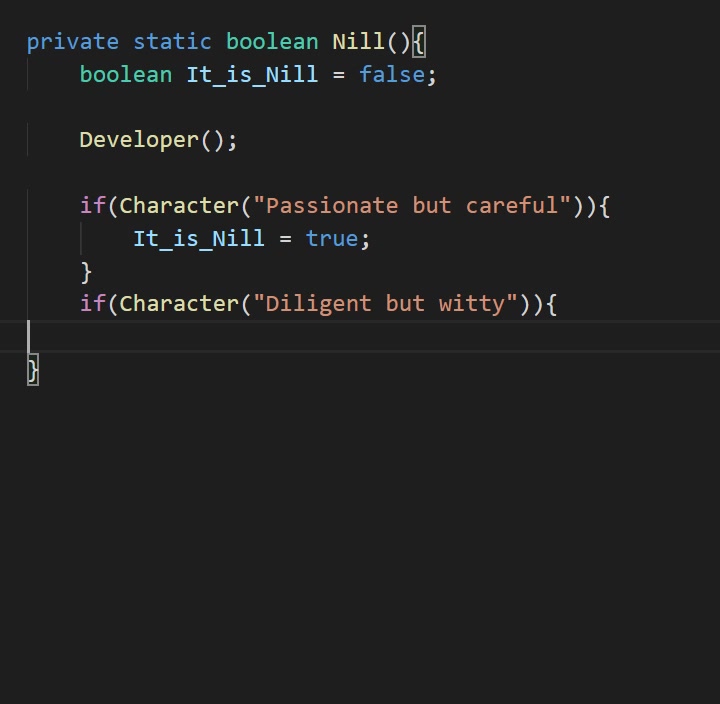 private static boolean Nill(){
boolean It_is_Nill = false;
Developer();
if(Character("Passionate but careful")){
It_is_Nill = true;
}
if(Character("Diligent but witty")){
}